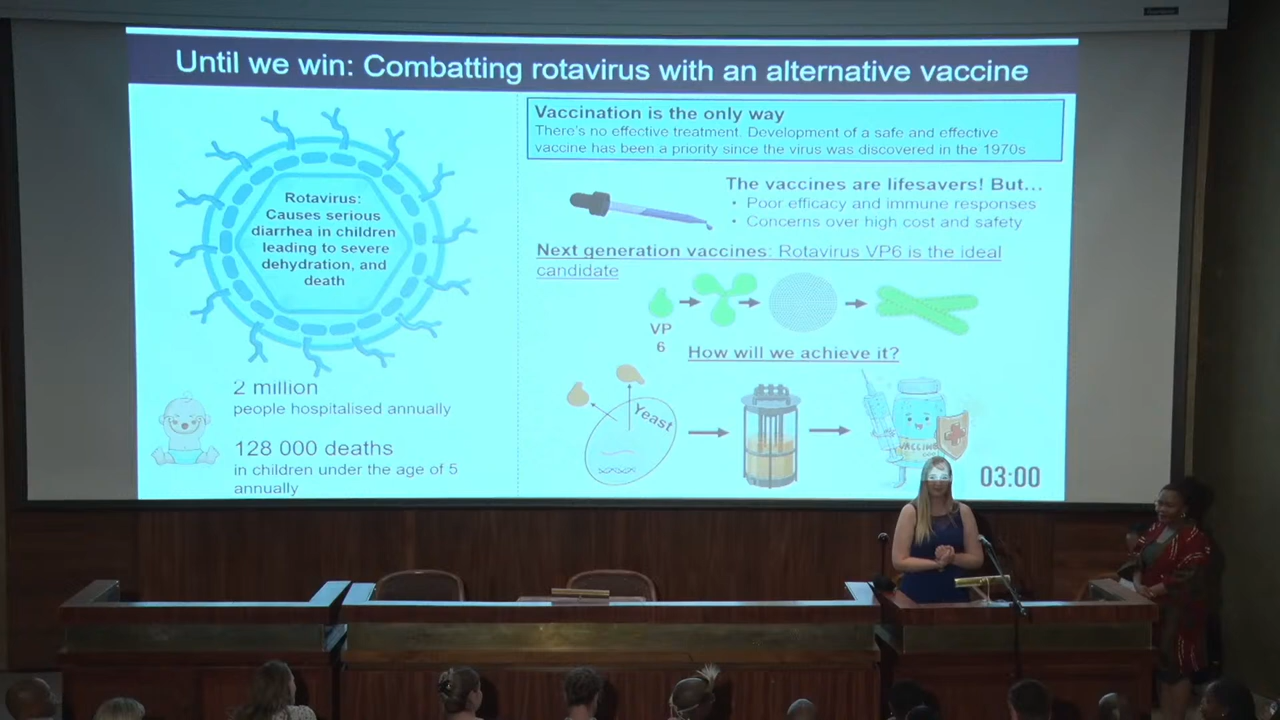 Until we win: Combatting rotavirus with an alternative vaccine
Rotavirus:
Causes serious
diarrhea in children
leading to severe
dehydration, and
death
2 million
people hospitalised annually
128 000 deaths
in children under the age of 5
annually
Vaccination is the only way
There's no effective treatment. Development of a safe and effective
vaccine has been a priority since the virus was discovered in the 1970s
The vaccines are lifesavers! But…
• Poor efficacy and immune responses
• Concerns over high cost and safety
Next generation vaccines: Rotavirus VP6 is the ideal
candidate
VP
6
How will we achieve it?
Yeast
VACCINE
03:00